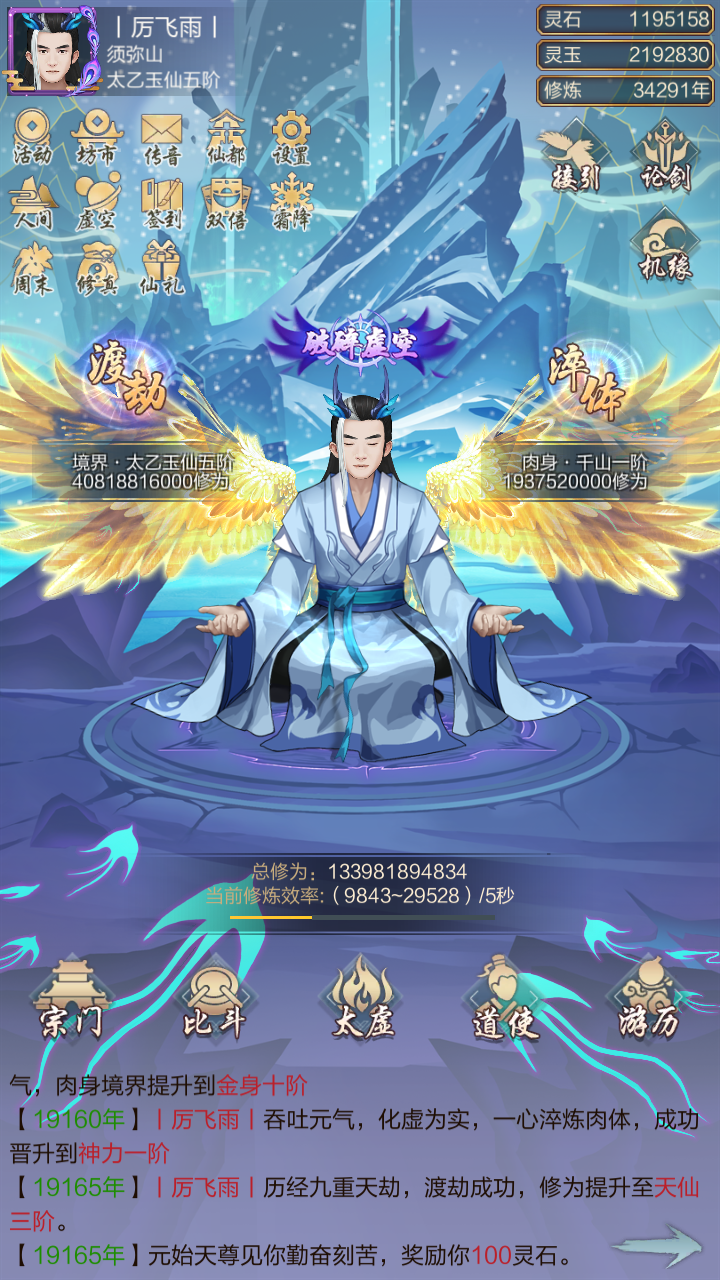 丨厉飞雨丨
须弥山
太乙玉仙五阶
灵石 1195158
灵玉 2192830
修炼 34291年
活动 坊市 传音 仙都 设置
接引 论剑
人间 虚空 签到 双倍 霜降
机缘
周末 修真 仙礼
破碎虚空
渡劫
淬体
境界·太乙玉仙五阶
40818816000修为
肉身·千山一阶
1937520000修为
总修为：133981894834
当前修炼效率:（9843~29528）/5秒
宗门 比斗 太虚 道使 游历
气，肉身境界提升到金身十阶
【19160年】丨厉飞雨丨吞吐元气，化虚为实，一心淬炼肉体，成功
晋升到神力一阶
【19165年】丨厉飞雨丨历经九重天劫，渡劫成功，修为提升至天仙
三阶。
【19165年】元始天尊见你勤奋刻苦，奖励你100灵石。